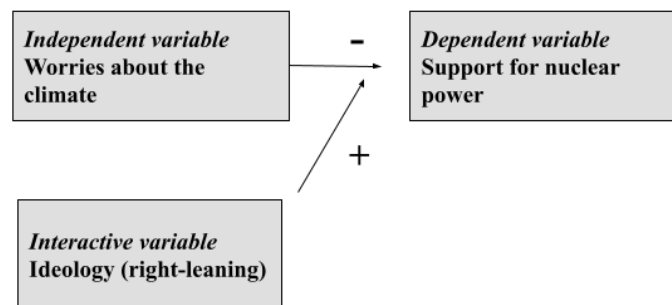 Independent variable
Worries about the
climate
-
Dependent variable
Support for nuclear
power
+
Interactive variable
Ideology (right-leaning)